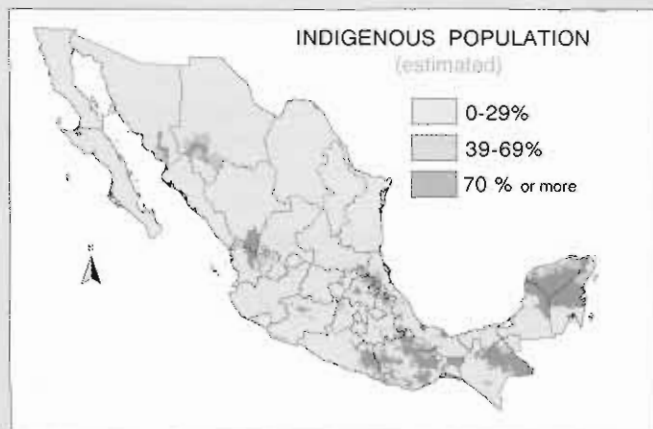 INDIGENOUS POPULATION
(estimated)
0-29%
39-69%
70 % or more